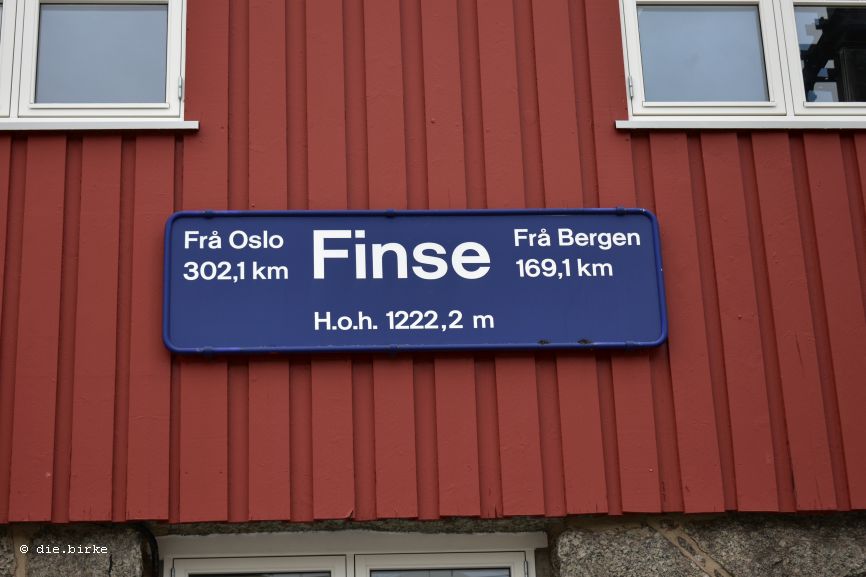 Frå Oslo
302,1 km
Finse
Frå Bergen
169,1 km
H.o.h. 1222,2 m
© die.birke